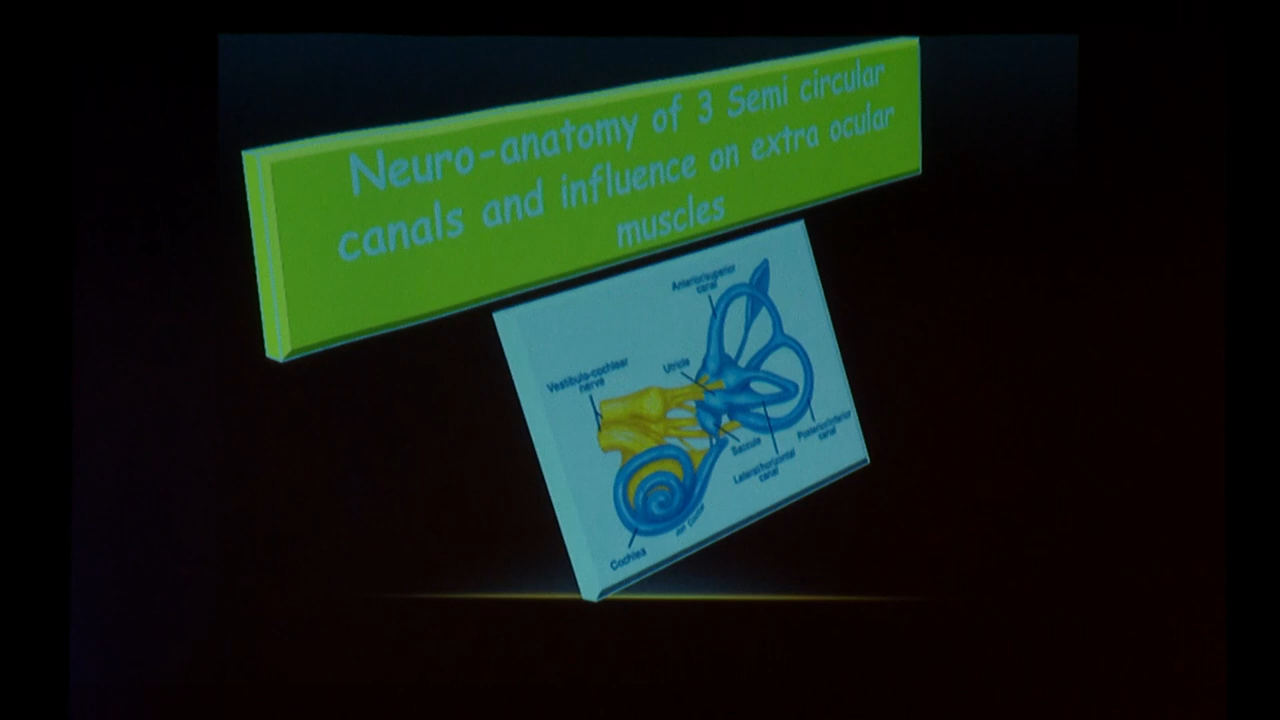 Neuro-anatomy of 3 Semi circular
canals and influence on extra ocular
muscles
Anterior/superior
canal
Utricle
Vestibulo-cochlear
nerve
Saccule
Posterior/inferior
canal
Lateral/horizontal
canal
Cochlea